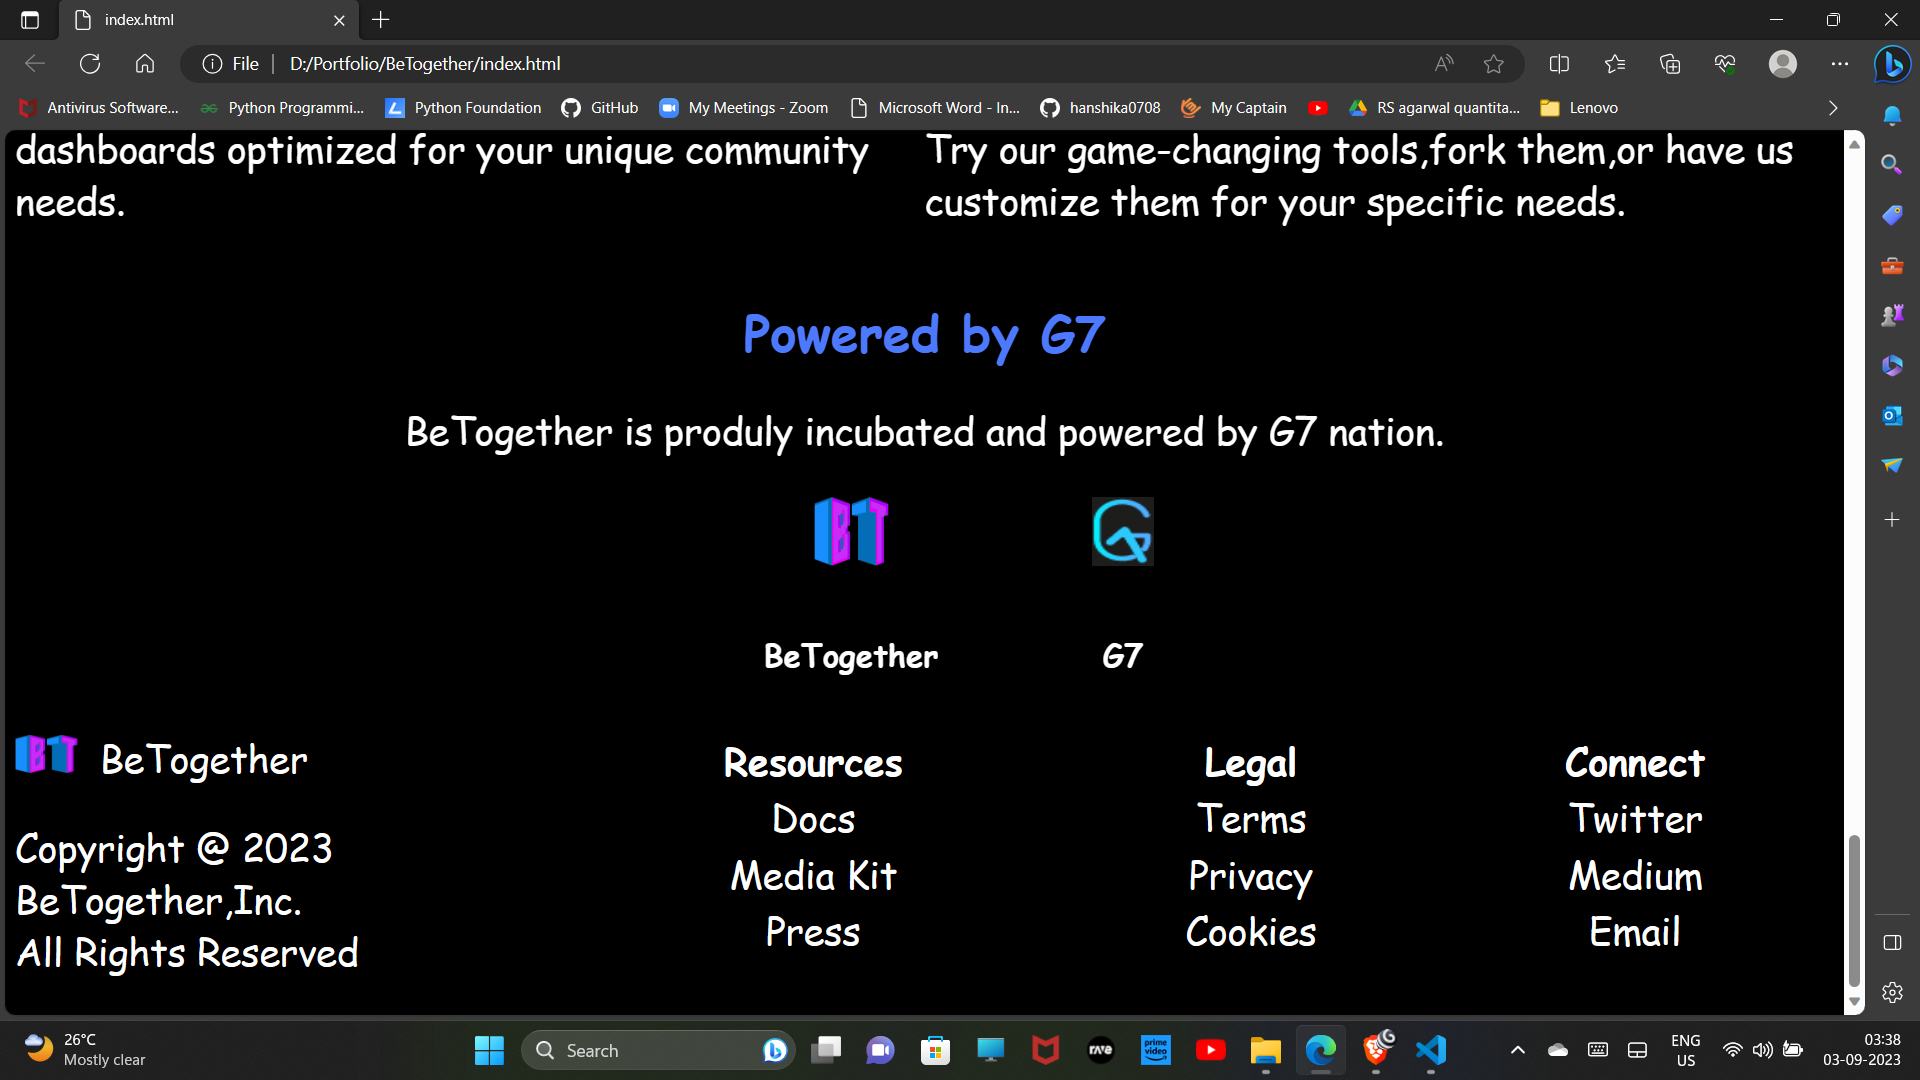 index.html
File
D:/Portfolio/BeTogether/index.html
Antivirus Software...
Python Programmi...
Python Foundation
GitHub
My Meetings - Zoom
Microsoft Word - In...
hanshika0708
My Captain
RS agarwal quantita...
Lenovo
dashboards optimized for your unique community
needs.
Try our game-changing tools,fork them,or have us
customize them for your specific needs.
Powered by G7
BeTogether is produly incubated and powered by G7 nation.
BT
BeTogether
G7
BT BeTogether
Copyright @ 2023
BeTogether,Inc.
All Rights Reserved
Resources
Docs
Media Kit
Press
Legal
Terms
Privacy
Cookies
Connect
Twitter
Medium
Email
26°C
Mostly clear
Search
rave
prime video
ENG
US
03:38
03-09-2023